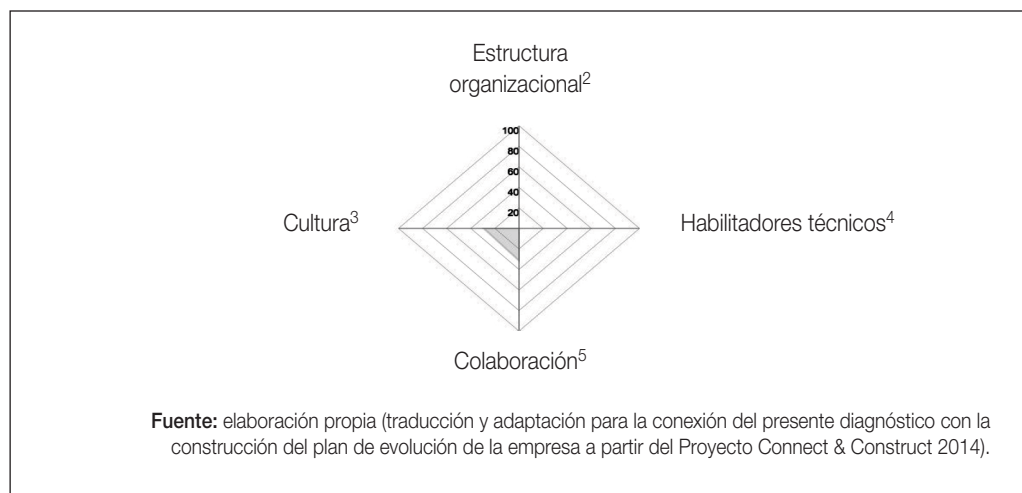 Estructura
organizacional2
100
80
60
40
20
Cultura3
Habilitadores técnicos4
Colaboración5
Fuente: elaboración propia (traducción y adaptación para la conexión del presente diagnóstico con la
construcción del plan de evolución de la empresa a partir del Proyecto Connect & Construct 2014).